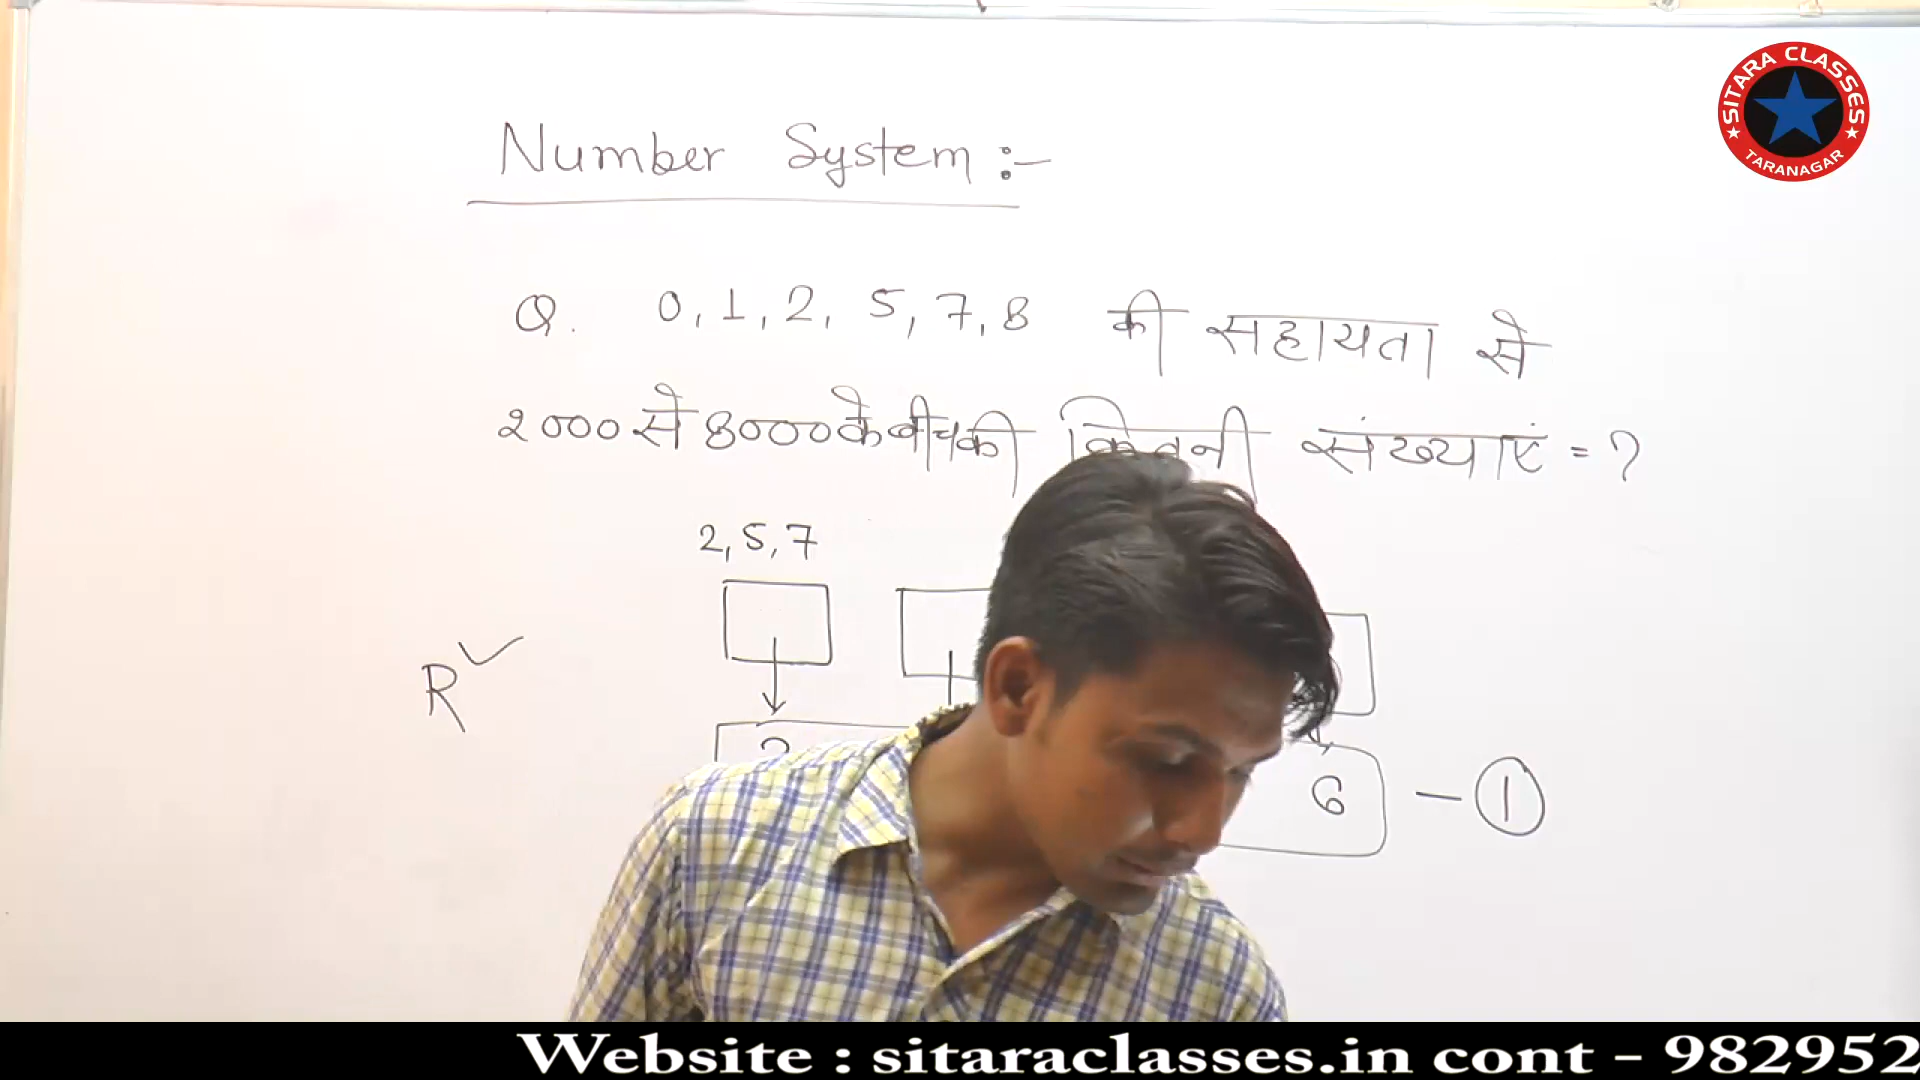 SITARA CLASSES
TARANAGAR
Number System :-
Q. 0, 1, 2, 5, 7, 8 की सहायता से
2000 से 8000 के बीच की कितनी संख्याएं = ?
2, 5, 7
R ✓
6 - 1
Website : sitaraclasses.in cont - 982952